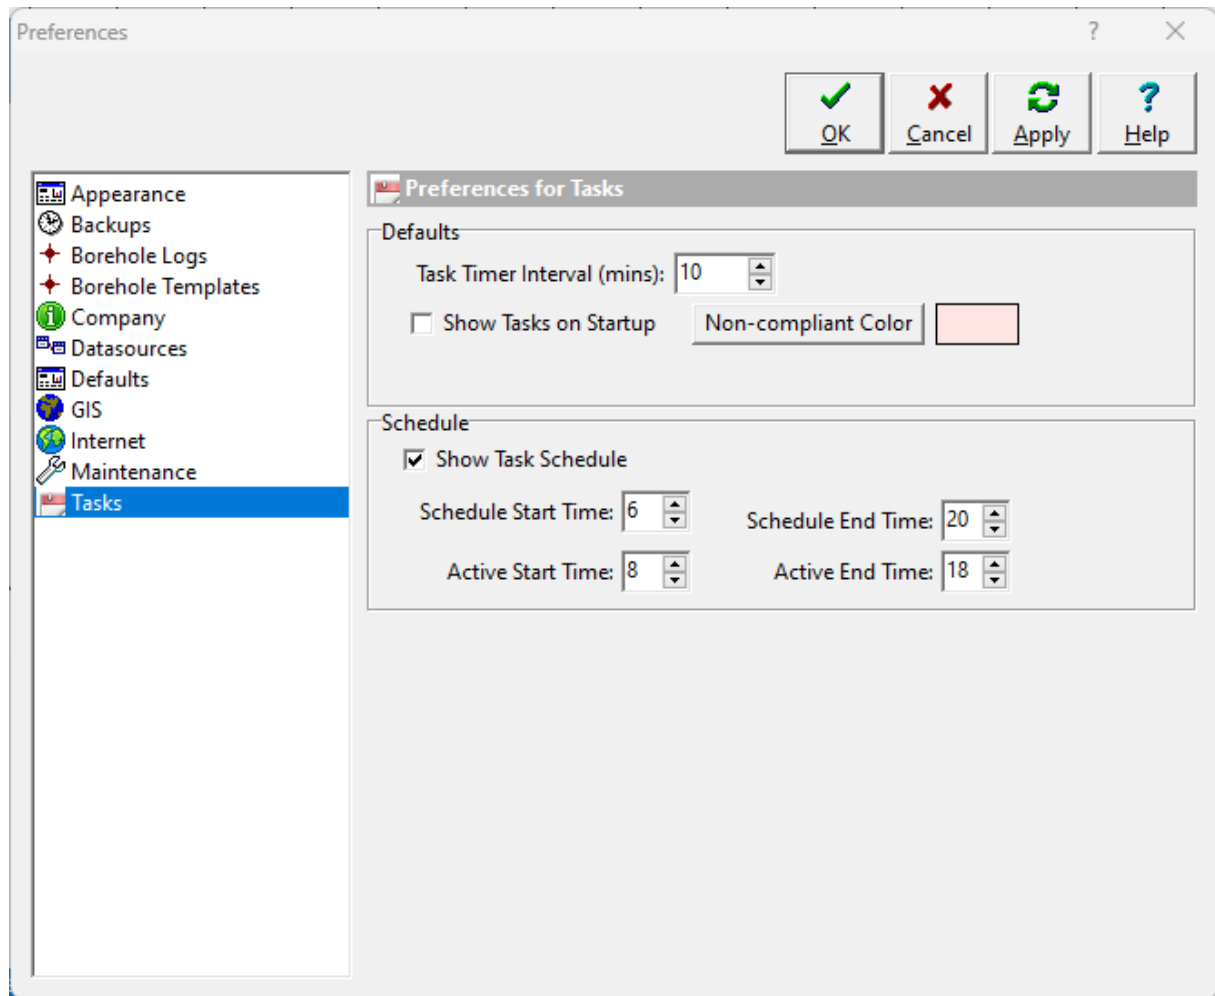 Preferences ?
OK Cancel Apply Help
Appearance
Backups
Borehole Logs
Borehole Templates
Company
Datasources
Defaults
GIS
Internet
Maintenance
Tasks
Preferences for Tasks
Defaults
Task Timer Interval (mins): 10
Show Tasks on Startup Non-compliant Color
Schedule
Show Task Schedule
Schedule Start Time: 6 Schedule End Time: 20
Active Start Time: 8 Active End Time: 18